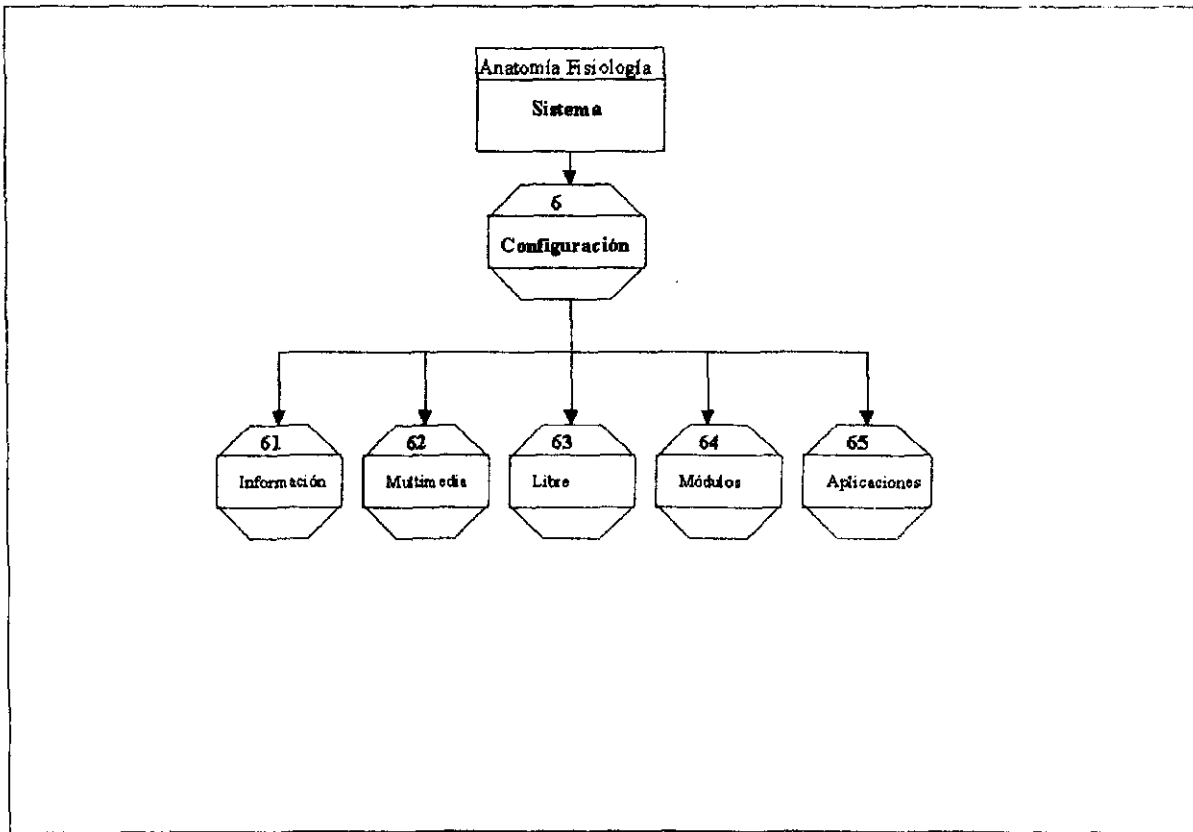 Anatomía Fisiología
Sistema
6
Configuración
61 62 63 64 65
Información Multimedia Libre Módulos Aplicaciones